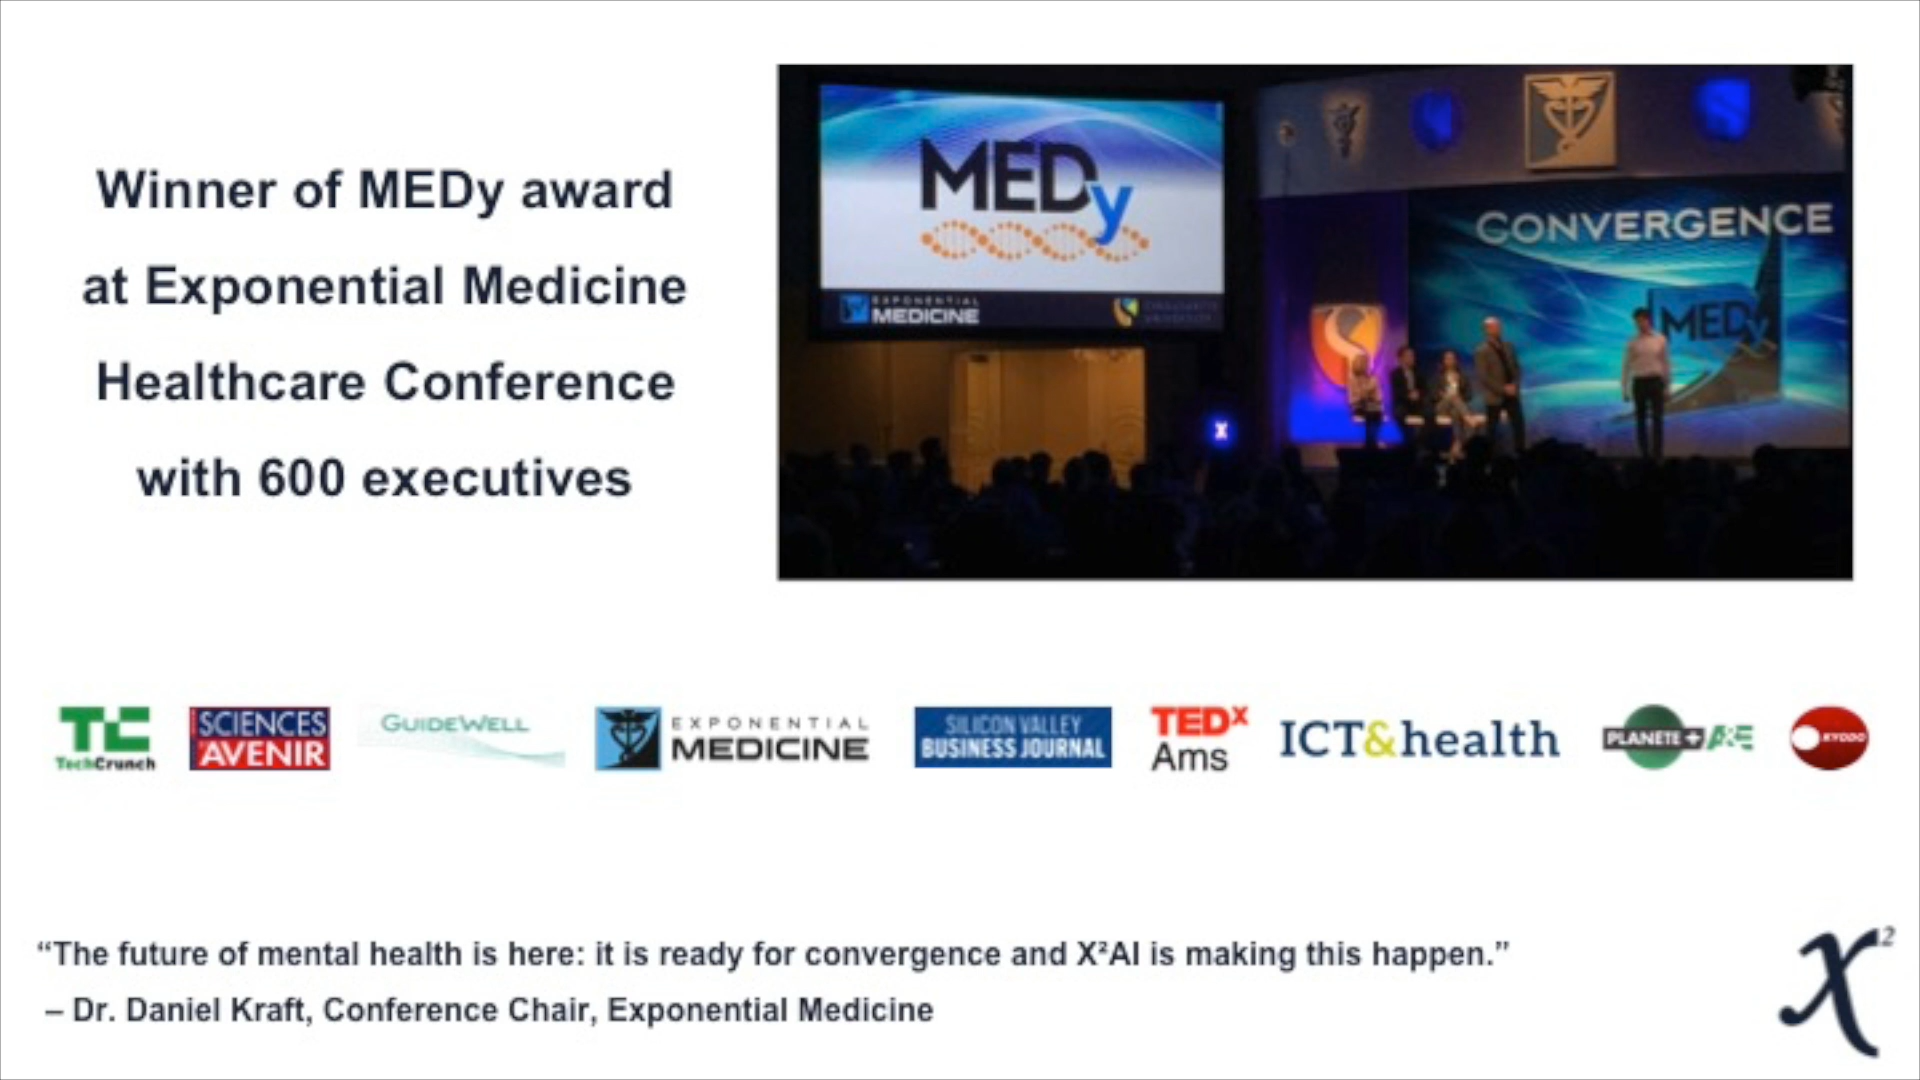 Winner of MEDy award
at Exponential Medicine
Healthcare Conference
with 600 executives
MEDy
EXPONENTIAL
MEDICINE
CONVERGENCE
MEDy
TC
TechCrunch
SCIENCES
AVENIR
GUIDEWELL
EXPONENTIAL
MEDICINE
SILICON VALLEY
BUSINESS JOURNAL
TEDx
Ams
ICT&health
PLANETE + A&E
KYODO
“The future of mental health is here: it is ready for convergence and X²AI is making this happen.”
– Dr. Daniel Kraft, Conference Chair, Exponential Medicine
X²